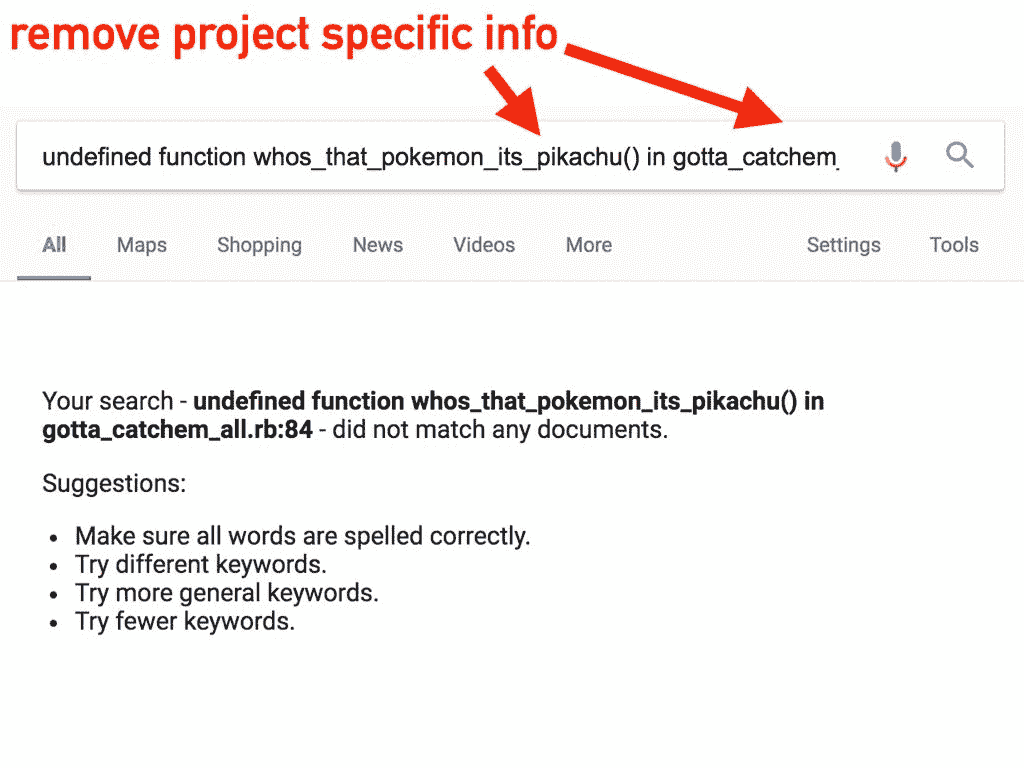 remove project specific info
undefined function whos_that_pokemon_its_pikachu() in gotta_catchem_
All Maps Shopping News Videos More Settings Tools
Your search - undefined function whos_that_pokemon_its_pikachu() in
gotta_catchem_all.rb:84 - did not match any documents.
Suggestions:
• Make sure all words are spelled correctly.
• Try different keywords.
• Try more general keywords.
• Try fewer keywords.